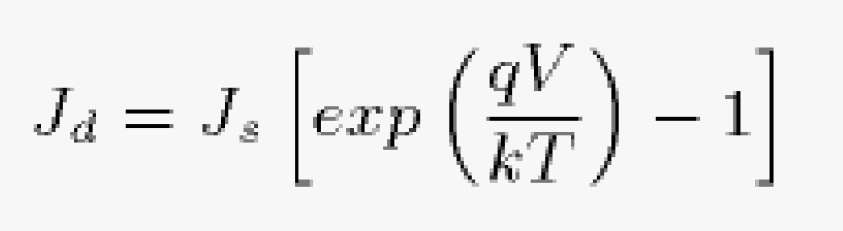 J_d = J_s [exp(qV/kT) − 1]